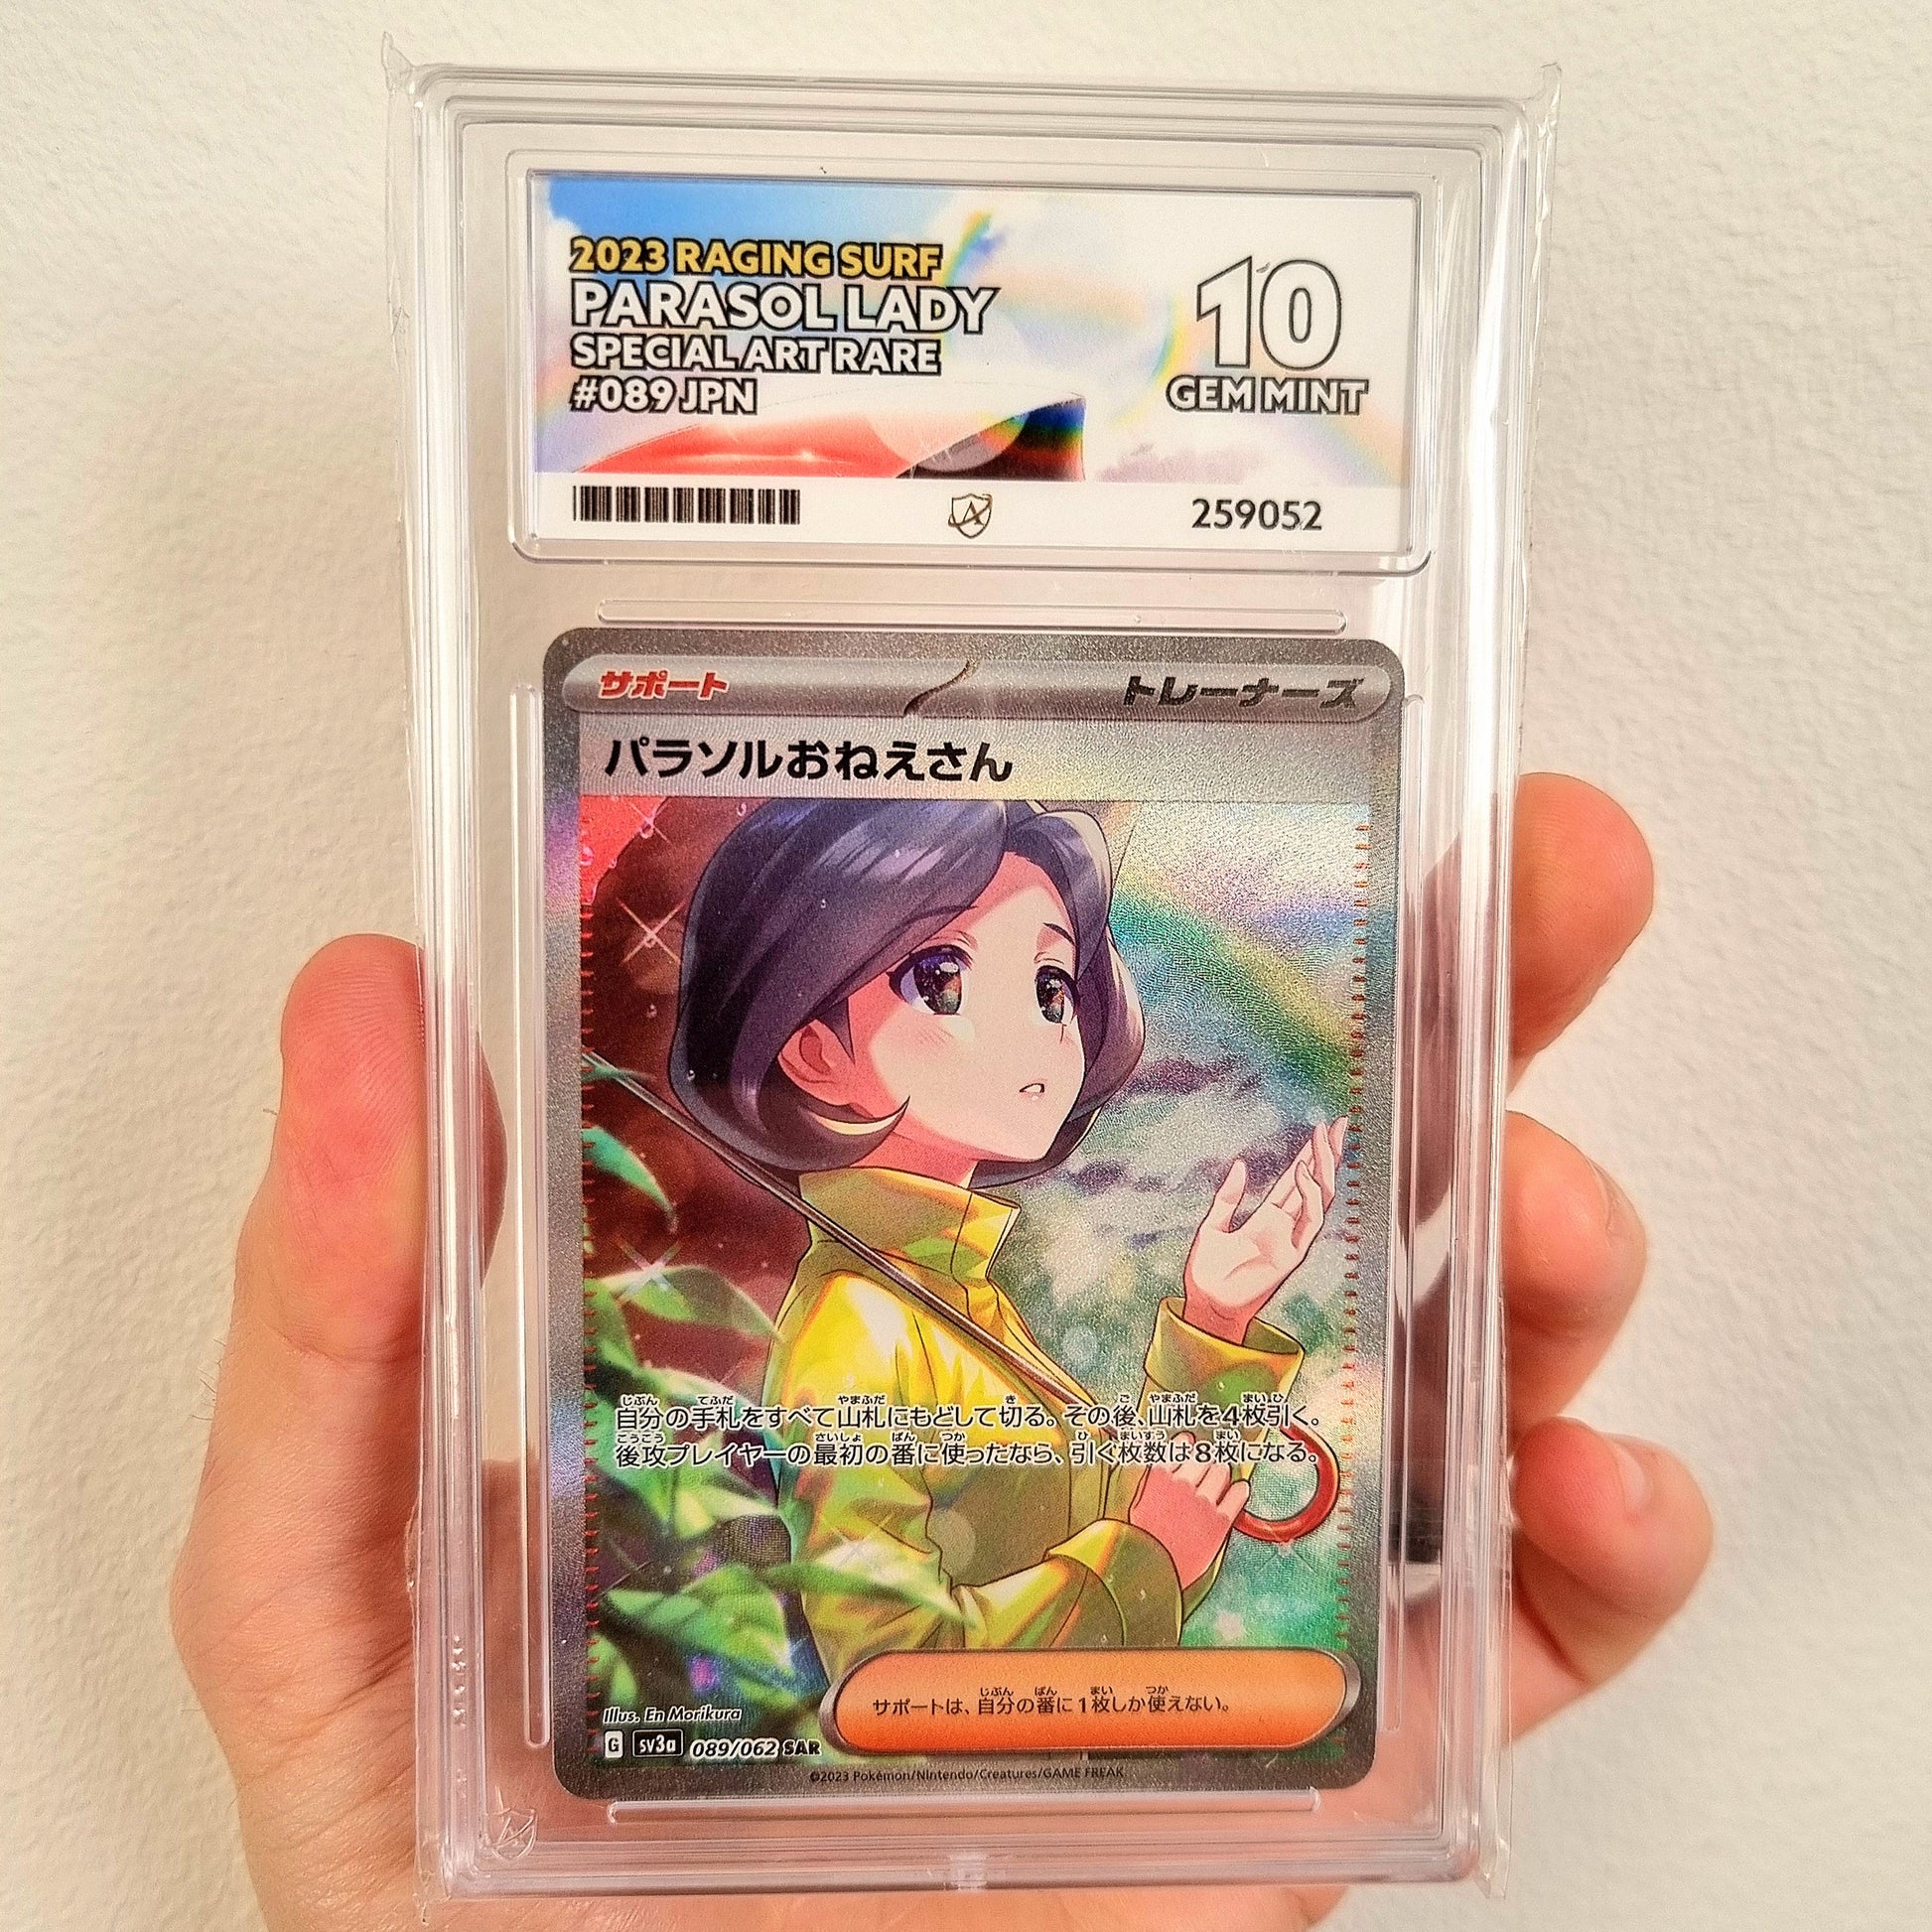 2023 RAGING SURF
PARASOL LADY
SPECIAL ART RARE
#089 JPN
10
GEM MINT
259052
サポート
トレーナーズ
パラソルおねえさん
自分の手札をすべて山札にもどして切る。その後、山札を4枚引く。
後攻プレイヤーの最初の番に使ったなら、引く枚数は8枚になる。
サポートは、自分の番に1枚しか使えない。
Illus. En Morikura
G sv3a 089/062 SAR
©2023 Pokémon/Nintendo/Creatures/GAME FREAK